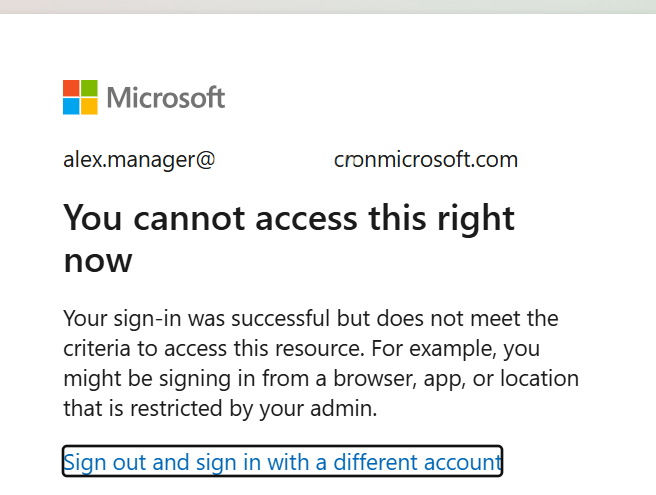 Microsoft
alex.manager@ cronmicrosoft.com
You cannot access this right
now
Your sign-in was successful but does not meet the
criteria to access this resource. For example, you
might be signing in from a browser, app, or location
that is restricted by your admin.
Sign out and sign in with a different account